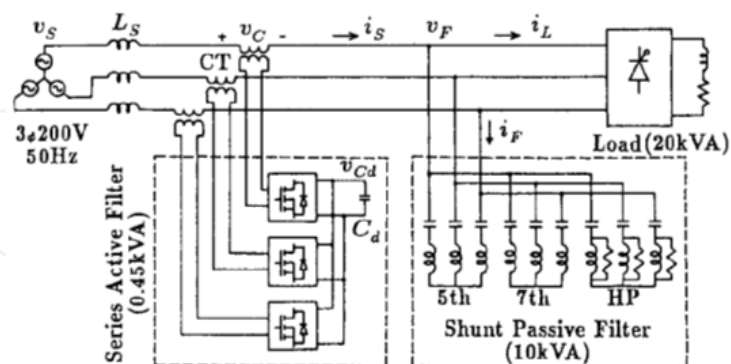 v_S
L_S
+ v_C -
i_S
v_F
i_L
CT
3φ200V
50Hz
i_F
Load(20kVA)
Series Active Filter
(0.45kVA)
v_Cd
C_d
5th
7th
HP
Shunt Passive Filter
(10kVA)